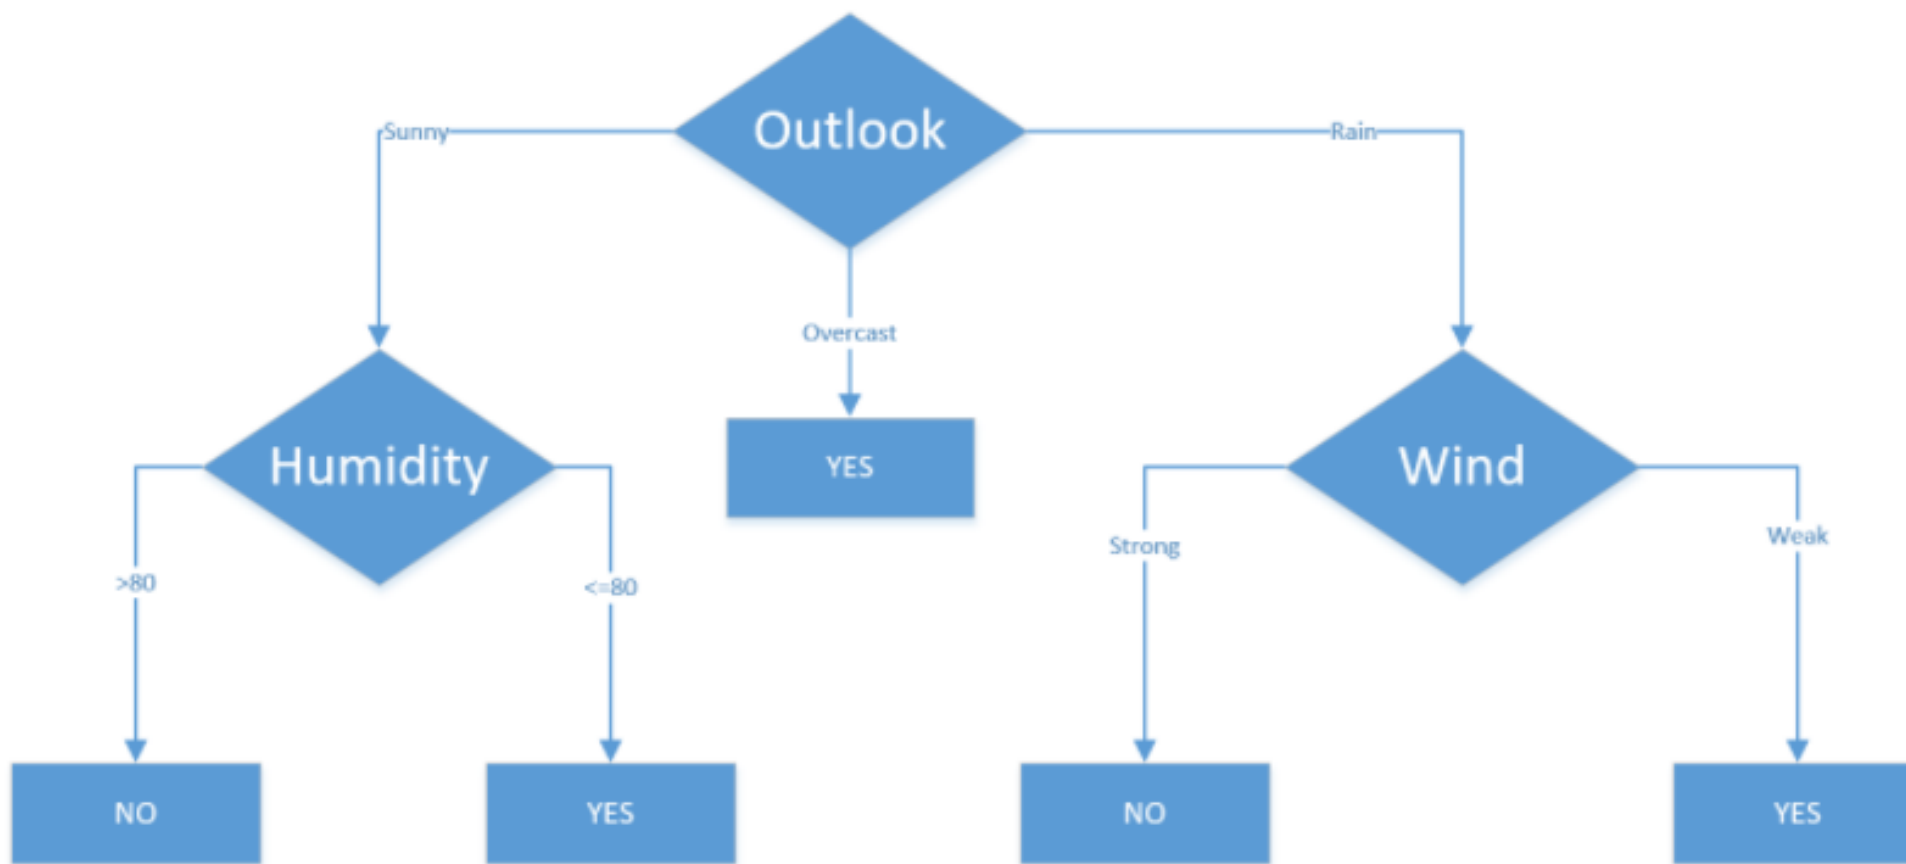 Outlook
Sunny
Rain
Overcast
Humidity
YES
Wind
>80
<=80
Strong
Weak
NO
YES
NO
YES